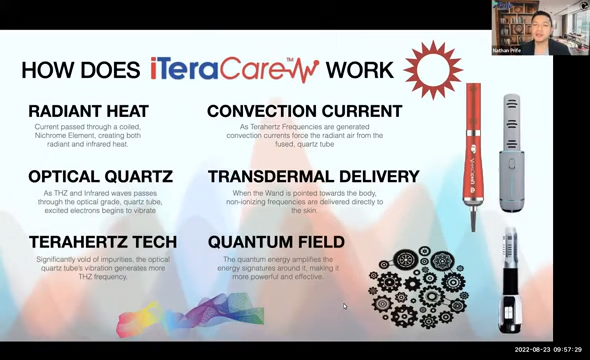 HOW DOES iTeraCare™ WORK
RADIANT HEAT
Current passed through a coiled,
Nichrome Element, creating both
radiant and infrared heat.
CONVECTION CURRENT
As Terahertz Frequencies are generated
convection currents force the radiant air from the
fused, quartz tube
OPTICAL QUARTZ
As THZ and Infrared waves passes
through the optical grade, quartz tube,
excited electrons begins to vibrate
TRANSDERMAL DELIVERY
When the Wand is pointed towards the body,
non-ionizing frequencies are delivered directly to
the skin.
TERAHERTZ TECH
Significantly void of impurities, the optical
quartz tube's vibration generates more
THZ frequency.
QUANTUM FIELD
The quantum energy amplifies the
energy signatures around it, making it
more powerful and effective.
Nathan Prife
2022-08-23 09:57:29